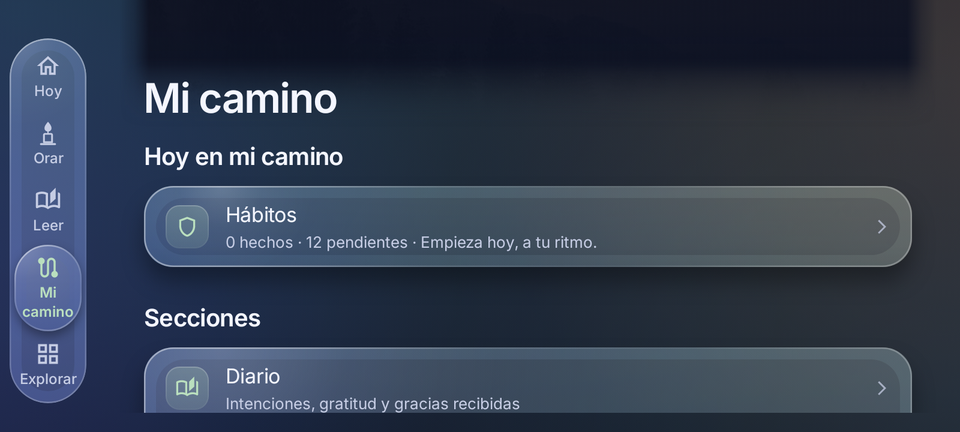 Hoy
Orar
Leer
Mi
camino
Explorar
Mi camino
Hoy en mi camino
Hábitos
0 hechos · 12 pendientes · Empieza hoy, a tu ritmo.
Secciones
Diario
Intenciones, gratitud y gracias recibidas